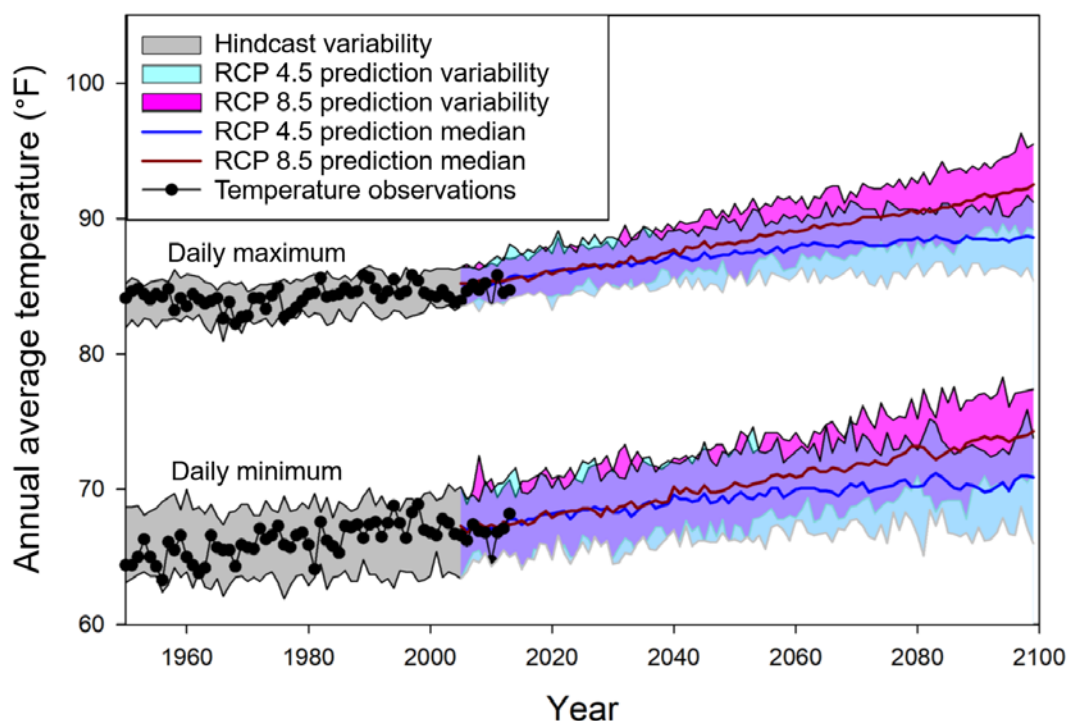 Hindcast variability
RCP 4.5 prediction variability
RCP 8.5 prediction variability
RCP 4.5 prediction median
RCP 8.5 prediction median
Temperature observations
Annual average temperature (°F)
100
90
80
70
60
Daily maximum
Daily minimum
1960
1980
2000
2020
2040
2060
2080
2100
Year